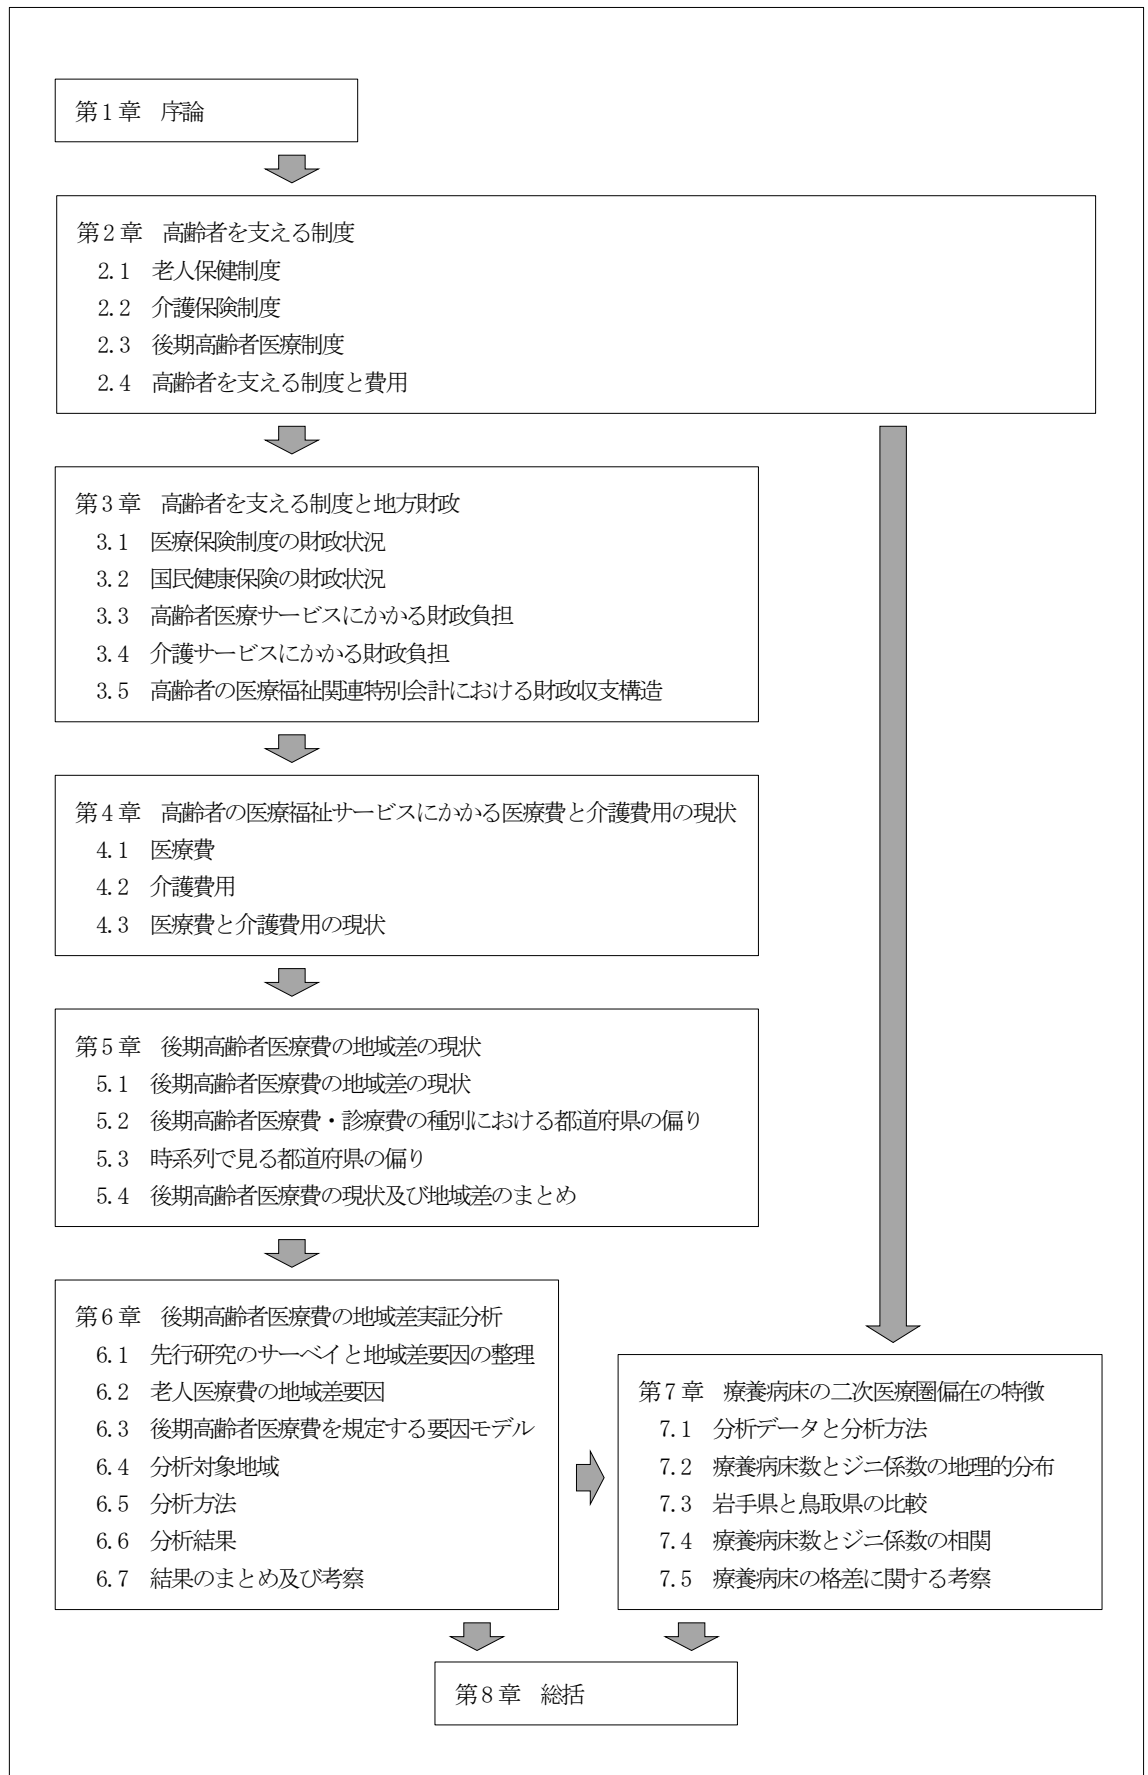 第1章 序論
第2章 高齢者を支える制度
2.1 老人保健制度
2.2 介護保険制度
2.3 後期高齢者医療制度
2.4 高齢者を支える制度と費用
第3章 高齢者を支える制度と地方財政
3.1 医療保険制度の財政状況
3.2 国民健康保険の財政状況
3.3 高齢者医療サービスにかかる財政負担
3.4 介護サービスにかかる財政負担
3.5 高齢者の医療福祉関連特別会計における財政収支構造
第4章 高齢者の医療福祉サービスにかかる医療費と介護費用の現状
4.1 医療費
4.2 介護費用
4.3 医療費と介護費用の現状
第5章 後期高齢者医療費の地域差の現状
5.1 後期高齢者医療費の地域差の現状
5.2 後期高齢者医療費・診療費の種別における都道府県の偏り
5.3 時系列で見る都道府県の偏り
5.4 後期高齢者医療費の現状及び地域差のまとめ
第6章 後期高齢者医療費の地域差実証分析
6.1 先行研究のサーベイと地域差要因の整理
6.2 老人医療費の地域差要因
6.3 後期高齢者医療費を規定する要因モデル
6.4 分析対象地域
6.5 分析方法
6.6 分析結果
6.7 結果のまとめ及び考察
第7章 療養病床の二次医療圏偏在の特徴
7.1 分析データと分析方法
7.2 療養病床数とジニ係数の地理的分布
7.3 岩手県と鳥取県の比較
7.4 療養病床数とジニ係数の相関
7.5 療養病床の格差に関する考察
第8章 総括